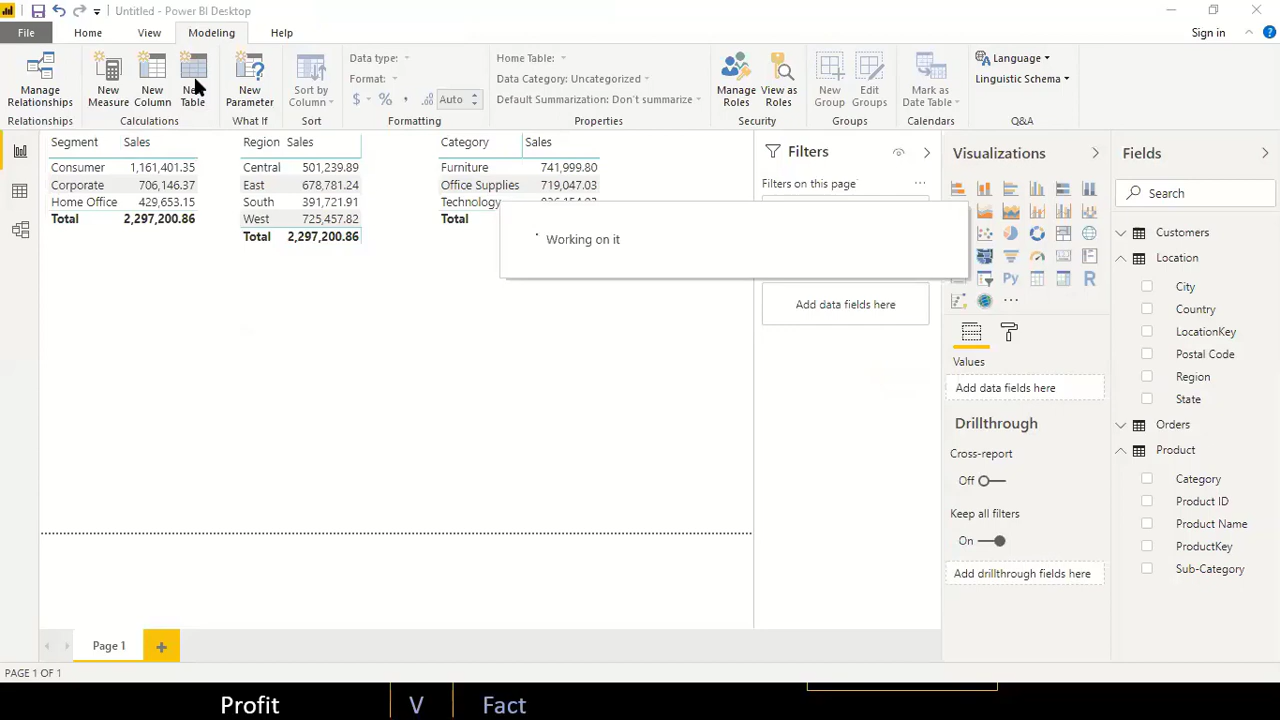 Untitled - Power BI Desktop
File Home View Modeling Help Sign in
Manage Relationships
New Measure
New Column
New Table
New Parameter
Sort by Column
Data type:
Format:
$ % , Auto
Home Table:
Data Category: Uncategorized
Default Summarization: Don't summarize
Manage Roles
View as Roles
New Group
Edit Groups
Mark as Date Table
Language
Linguistic Schema
Relationships Calculations What If Sort Formatting Properties Security Groups Calendars Q&A
Segment Sales
Consumer 1,161,401.35
Corporate 706,146.37
Home Office 429,653.15
Total 2,297,200.86
Region Sales
Central 501,239.89
East 678,781.24
South 391,721.91
West 725,457.82
Total 2,297,200.86
Category Sales
Furniture 741,999.80
Office Supplies 719,047.03
Technology
Total
Working on it
Filters
Filters on this page
Add data fields here
Visualizations
Py
R
Values
Add data fields here
Drillthrough
Cross-report
Off
Keep all filters
On
Add drillthrough fields here
Fields
Search
Customers
Location
City
Country
LocationKey
Postal Code
Region
State
Orders
Product
Category
Product ID
Product Name
ProductKey
Sub-Category
Page 1
PAGE 1 OF 1
Profit V Fact